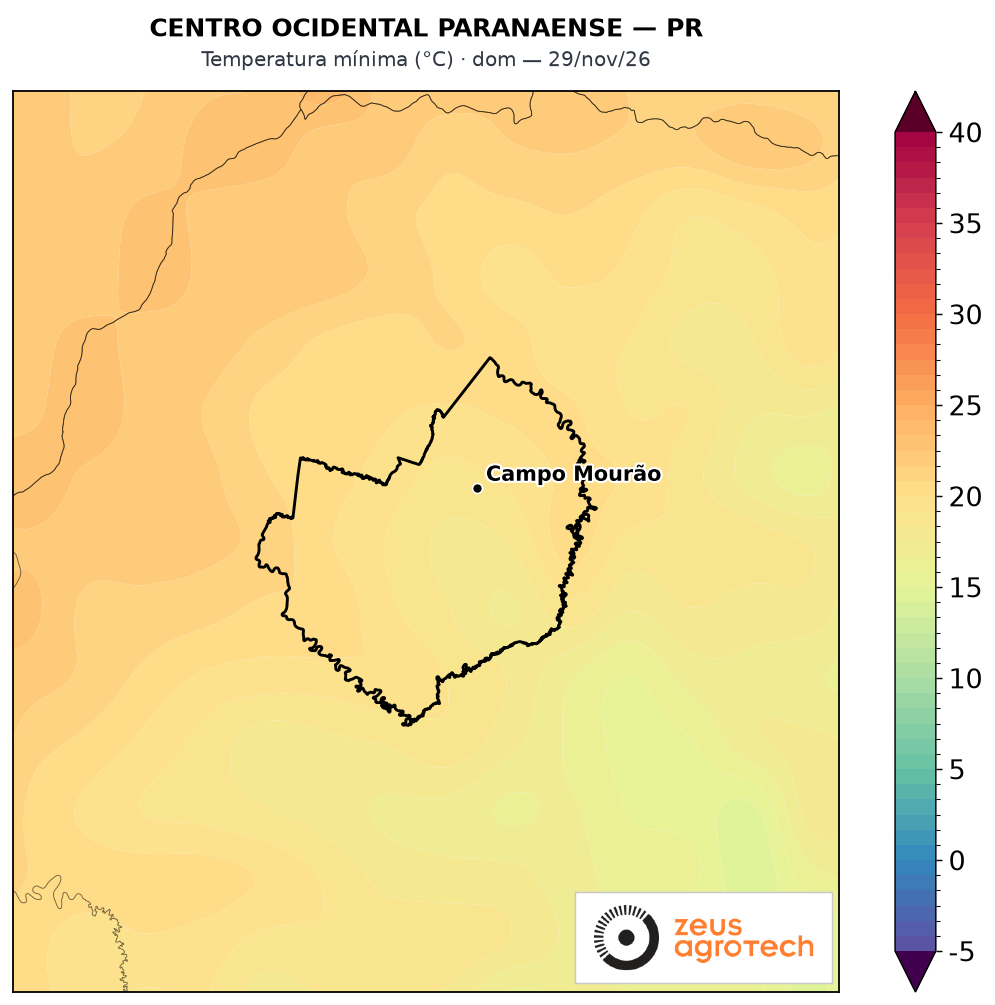 CENTRO OCIDENTAL PARANAENSE — PR
Temperatura mínima (°C) · dom — 29/nov/26
40
35
30
25
20
15
10
5
0
-5
Campo Mourão
zeus
agrotech